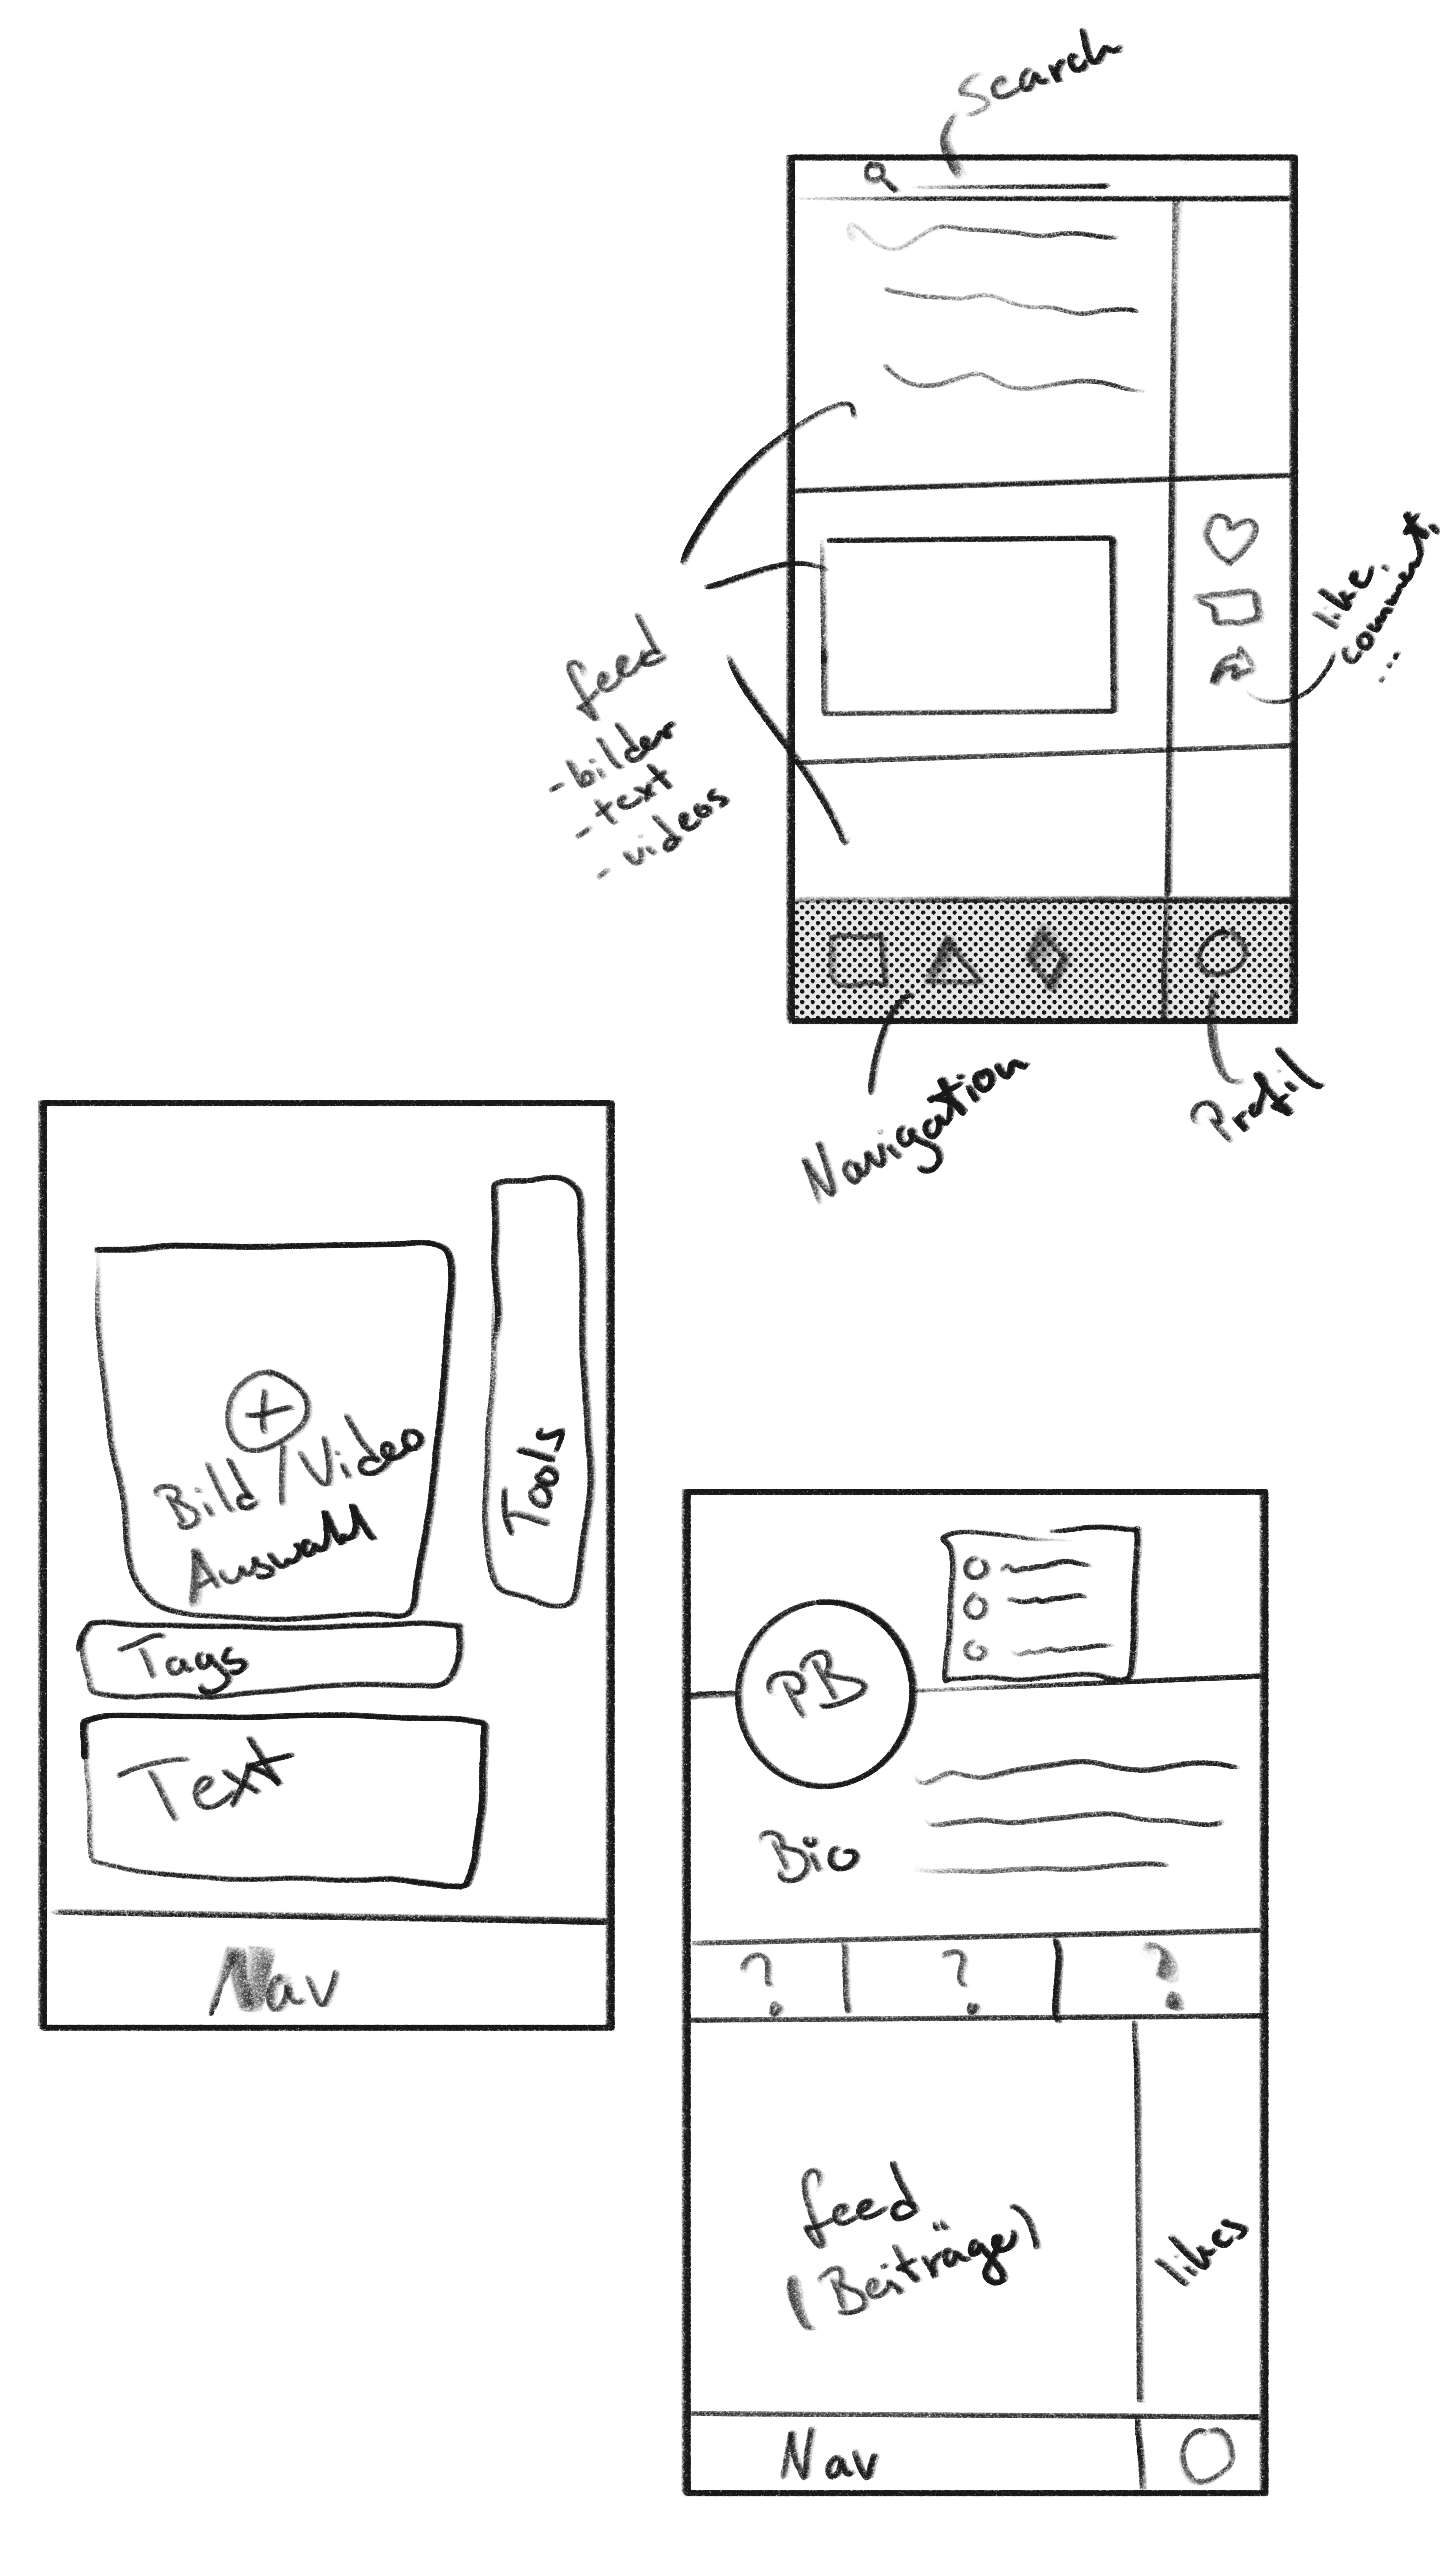 Search
like,
comment,
...
feed
- bilder
- text
- videos
Navigation
Profil
Bild/Video
Auswahl
Tools
Tags
Text
Nav
PB
Bio
? ? ?
feed
(Beiträge)
likes
Nav